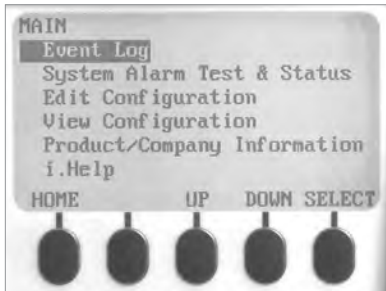 MAIN
Event Log
System Alarm Test & Status
Edit Configuration
View Configuration
Product/Company Information
i.Help
HOME UP DOWN SELECT